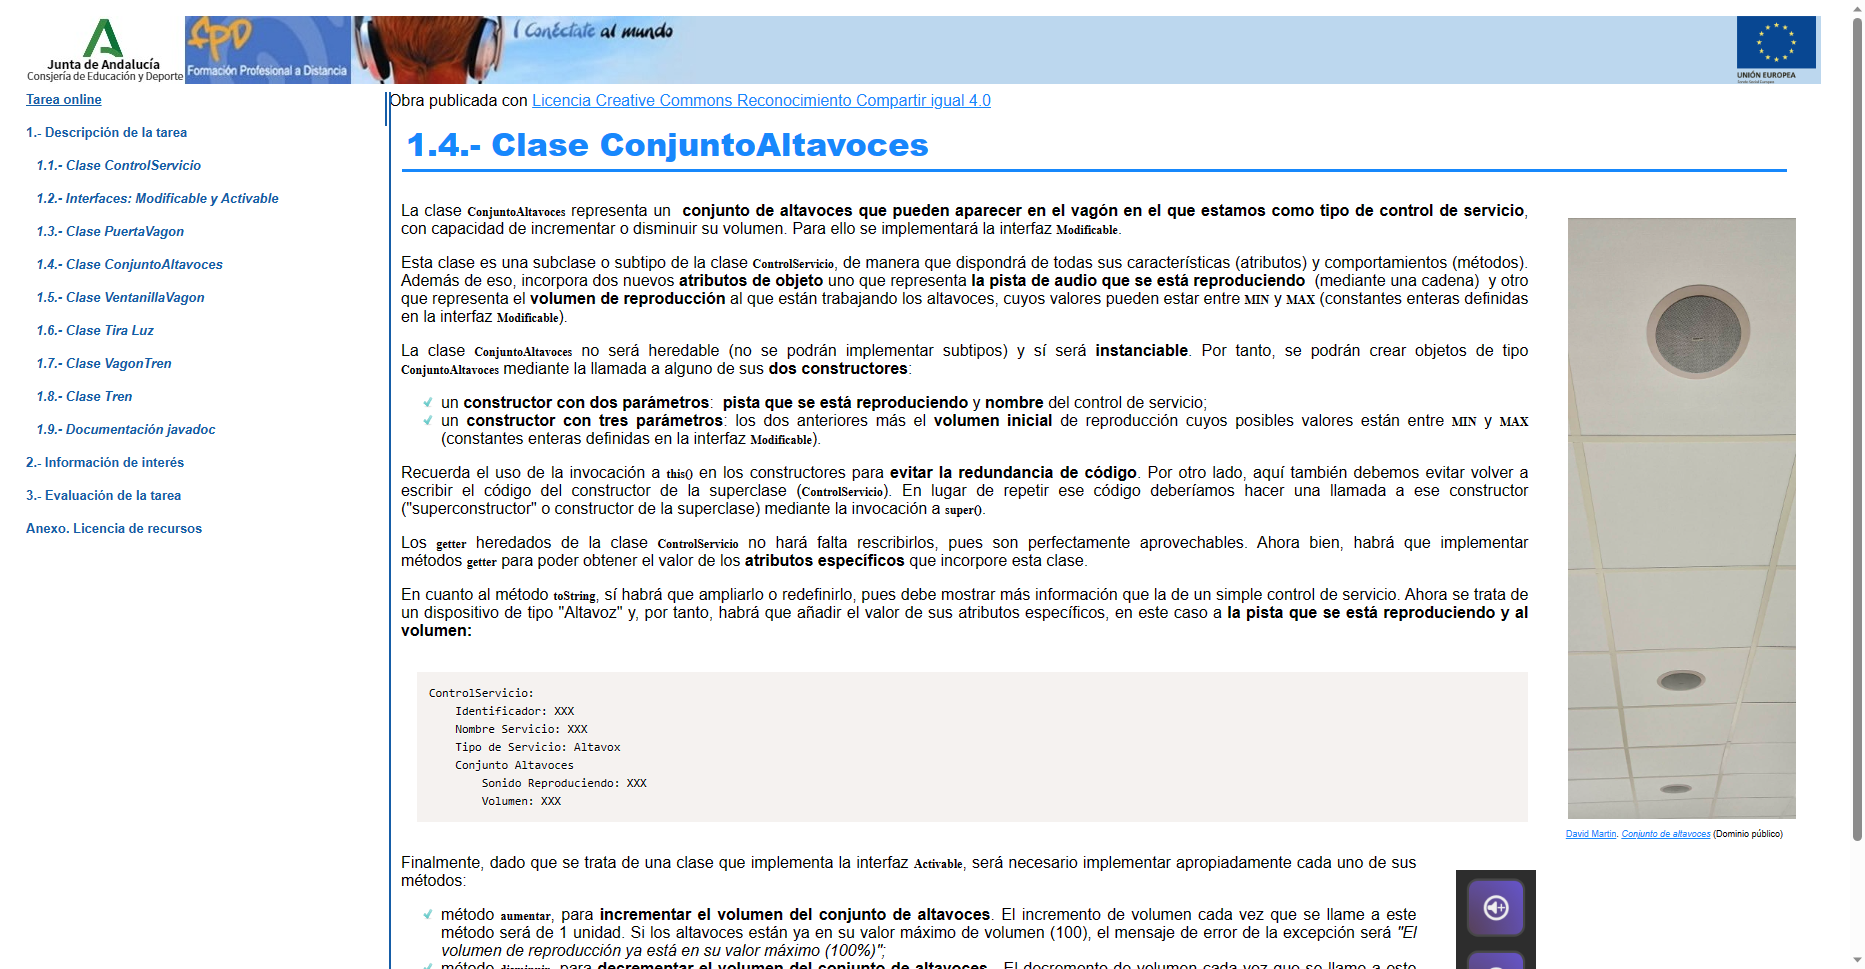 Junta de Andalucía
Consjería de Educación y Deporte
fpD
Formación Profesional a Distancia
Conéctate al mundo
UNIÓN EUROPEA
Tarea online
1.- Descripción de la tarea
1.1.- Clase ControlServicio
1.2.- Interfaces: Modificable y Activable
1.3.- Clase PuertaVagon
1.4.- Clase ConjuntoAltavoces
1.5.- Clase VentanillaVagon
1.6.- Clase Tira Luz
1.7.- Clase VagonTren
1.8.- Clase Tren
1.9.- Documentación javadoc
2.- Información de interés
3.- Evaluación de la tarea
Anexo. Licencia de recursos
Obra publicada con Licencia Creative Commons Reconocimiento Compartir igual 4.0
1.4.- Clase ConjuntoAltavoces
La clase ConjuntoAltavoces representa un conjunto de altavoces que pueden aparecer en el vagón en el que estamos como tipo de control de servicio,
con capacidad de incrementar o disminuir su volumen. Para ello se implementará la interfaz Modificable.
Esta clase es una subclase o subtipo de la clase ControlServicio, de manera que dispondrá de todas sus características (atributos) y comportamientos (métodos).
Además de eso, incorpora dos nuevos atributos de objeto uno que representa la pista de audio que se está reproduciendo (mediante una cadena) y otro
que representa el volumen de reproducción al que están trabajando los altavoces, cuyos valores pueden estar entre MIN y MAX (constantes enteras definidas
en la interfaz Modificable).
La clase ConjuntoAltavoces no será heredable (no se podrán implementar subtipos) y sí será instanciable. Por tanto, se podrán crear objetos de tipo
ConjuntoAltavoces mediante la llamada a alguno de sus dos constructores:
un constructor con dos parámetros: pista que se está reproduciendo y nombre del control de servicio;
un constructor con tres parámetros: los dos anteriores más el volumen inicial de reproducción cuyos posibles valores están entre MIN y MAX
(constantes enteras definidas en la interfaz Modificable).
Recuerda el uso de la invocación a this() en los constructores para evitar la redundancia de código. Por otro lado, aquí también debemos evitar volver a
escribir el código del constructor de la superclase (ControlServicio). En lugar de repetir ese código deberíamos hacer una llamada a ese constructor
("superconstructor" o constructor de la superclase) mediante la invocación a super().
Los getter heredados de la clase ControlServicio no hará falta rescribirlos, pues son perfectamente aprovechables. Ahora bien, habrá que implementar
métodos getter para poder obtener el valor de los atributos específicos que incorpore esta clase.
En cuanto al método toString, sí habrá que ampliarlo o redefinirlo, pues debe mostrar más información que la de un simple control de servicio. Ahora se trata de
un dispositivo de tipo "Altavoz" y, por tanto, habrá que añadir el valor de sus atributos específicos, en este caso a la pista que se está reproduciendo y al
volumen:
ControlServicio:
Identificador: XXX
Nombre Servicio: XXX
Tipo de Servicio: Altavox
Conjunto Altavoces
Sonido Reproduciendo: XXX
Volumen: XXX
David Martin. Conjunto de altavoces (Dominio público)
Finalmente, dado que se trata de una clase que implementa la interfaz Activable, será necesario implementar apropiadamente cada uno de sus
métodos:
método aumentar, para incrementar el volumen del conjunto de altavoces. El incremento de volumen cada vez que se llame a este
método será de 1 unidad. Si los altavoces están ya en su valor máximo de volumen (100), el mensaje de error de la excepción será "El
volumen de reproducción ya está en su valor máximo (100%)";
método disminuir, para decrementar el volumen del conjunto de altavoces. El decremento de volumen cada vez que se llame a este